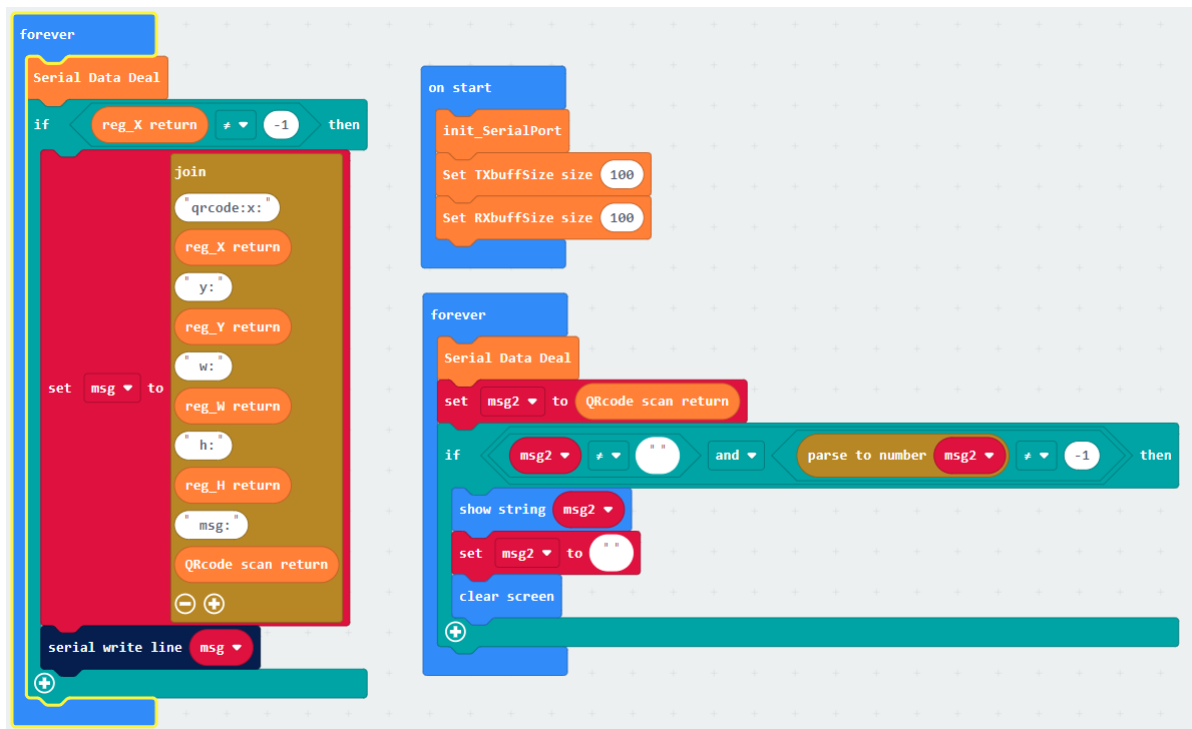 forever
Serial Data Deal
if reg_X return ≠ -1 then
set msg to
join
"qrcode:x:"
reg_X return
" y:"
reg_Y return
" w:"
reg_W return
" h:"
reg_H return
" msg:"
QRcode scan return
serial write line msg
on start
init_SerialPort
Set TXbuffSize size 100
Set RXbuffSize size 100
forever
Serial Data Deal
set msg2 to QRcode scan return
if msg2 ≠ " " and parse to number msg2 ≠ -1 then
show string msg2
set msg2 to " "
clear screen